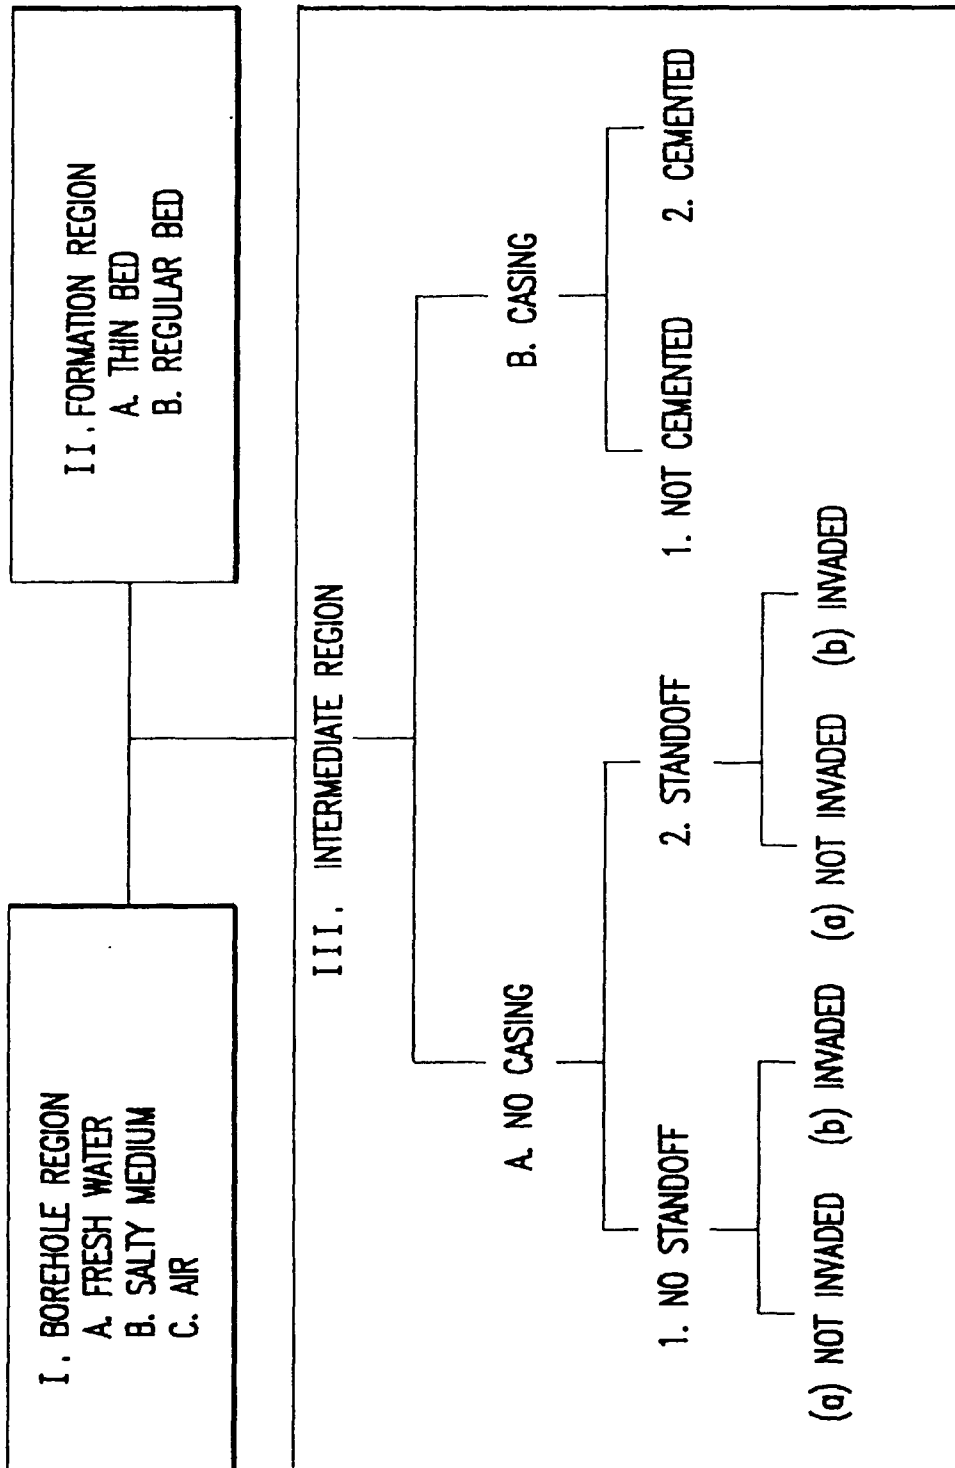 I. BOREHOLE REGION
A. FRESH WATER
B. SALTY MEDIUM
C. AIR
II. FORMATION REGION
A. THIN BED
B. REGULAR BED
III. INTERMEDIATE REGION
A. NO CASING
B. CASING
1. NO STANDOFF
2. STANDOFF
1. NOT CEMENTED
2. CEMENTED
(a) NOT INVADED
(b) INVADED
(a) NOT INVADED
(b) INVADED